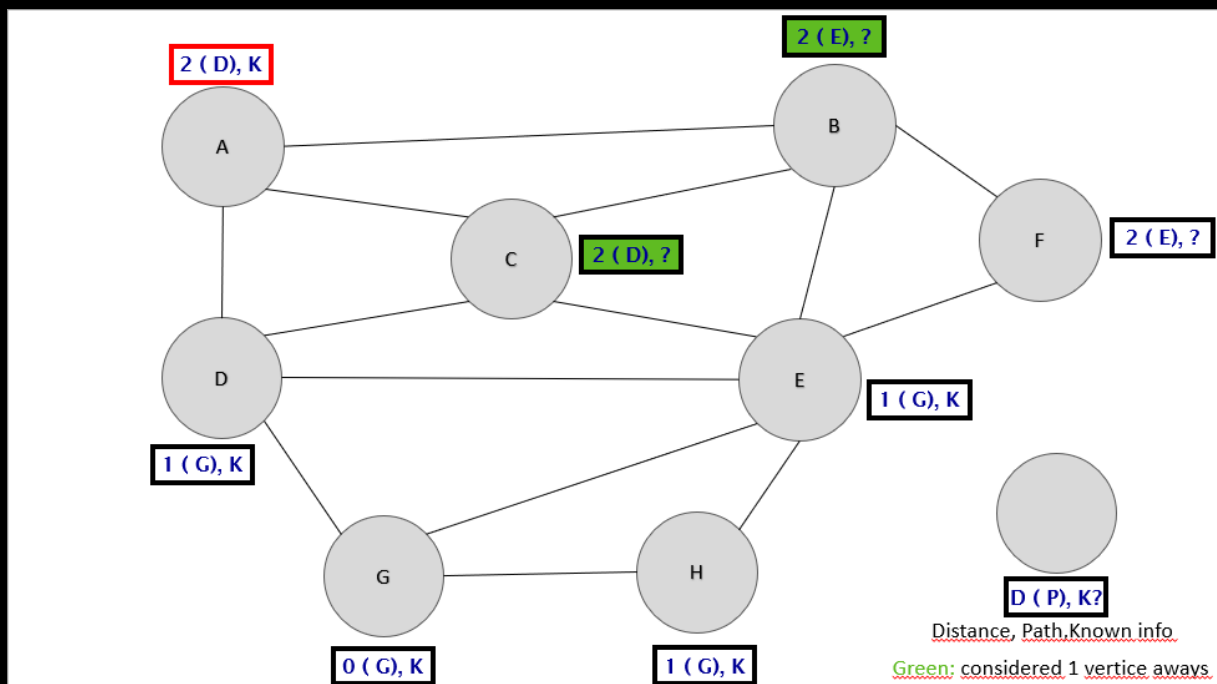 2 ( E), ?
2 ( D), K
B
A
F
2 ( E), ?
C
2 ( D), ?
D
E
1 ( G), K
1 ( G), K
G
H
D ( P), K?
0 ( G), K
1 ( G), K
Distance, Path,Known info
Green: considered 1 vertice aways